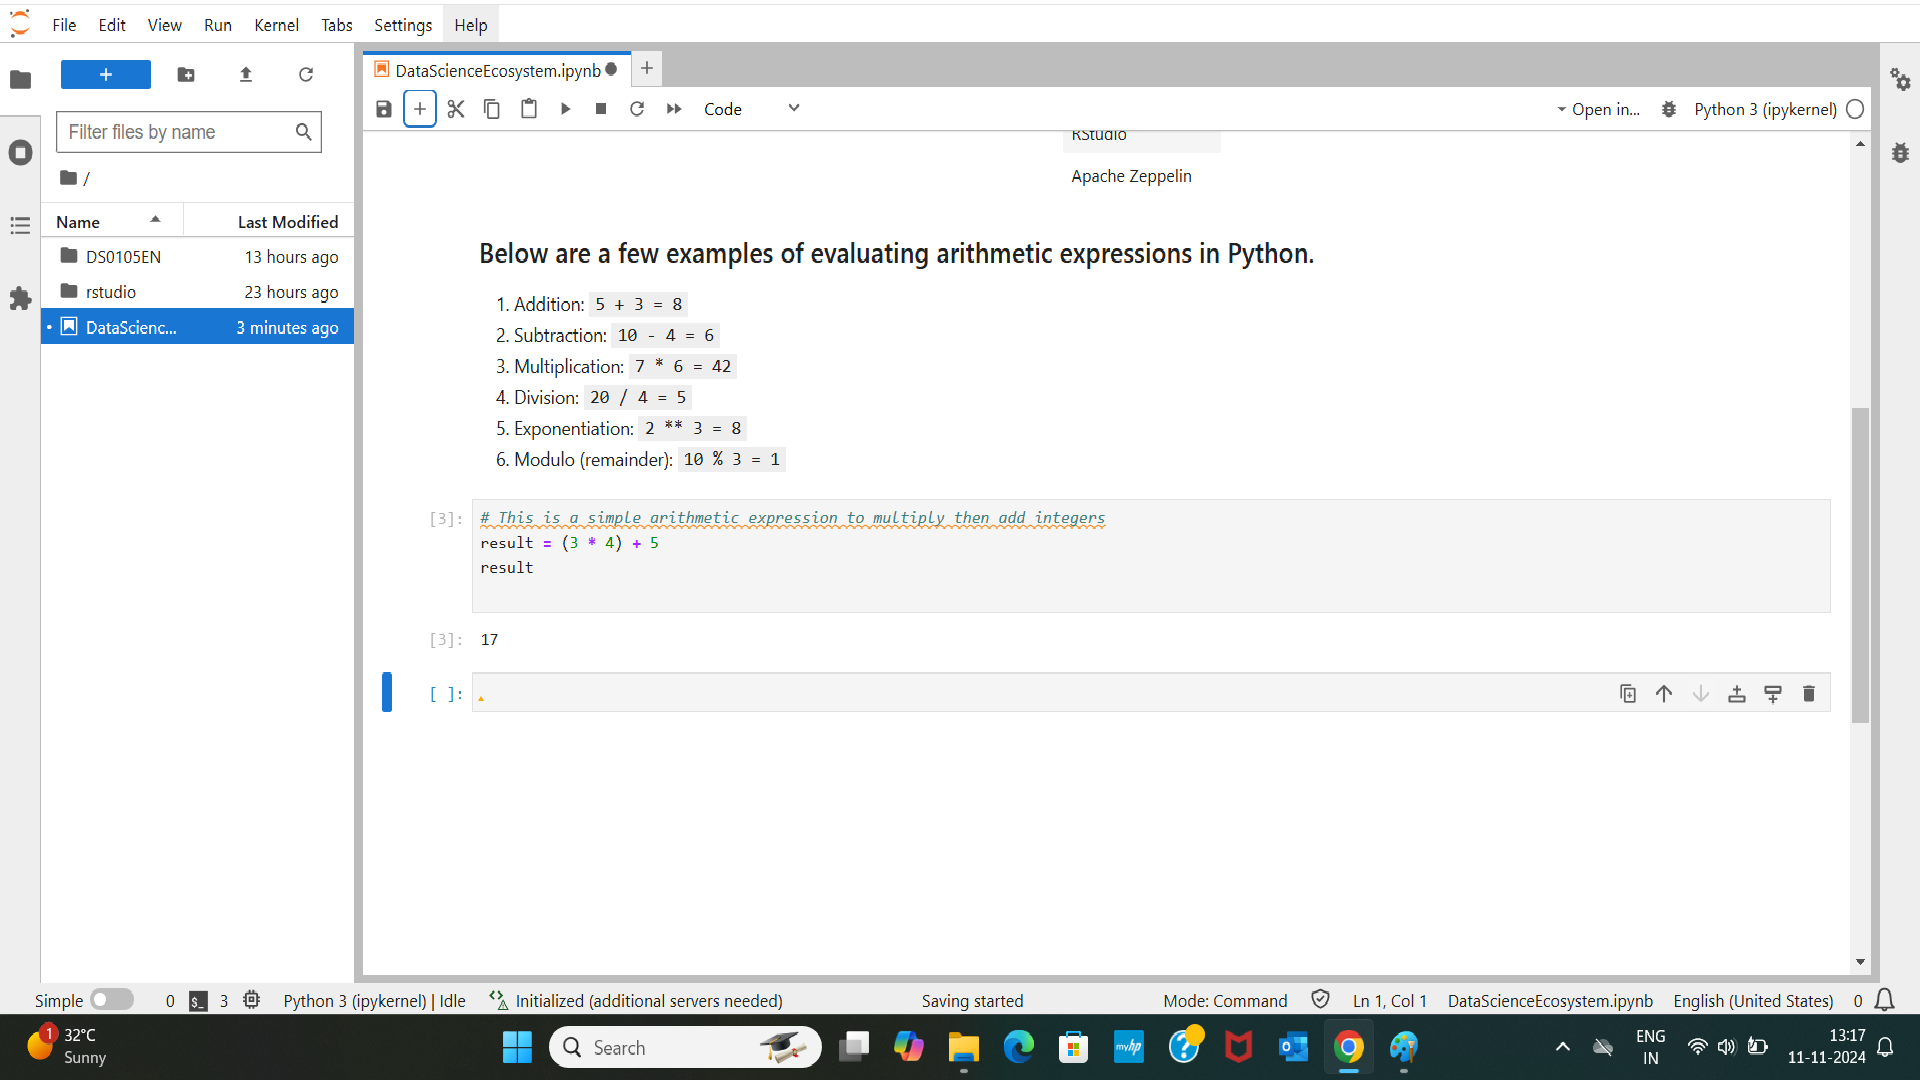 File Edit View Run Kernel Tabs Settings Help
+
Filter files by name
/
Name Last Modified
DS0105EN 13 hours ago
rstudio 23 hours ago
• DataScienc... 3 minutes ago
DataScienceEcosystem.ipynb
+
Code
Open in...
Python 3 (ipykernel)
RStudio
Apache Zeppelin
Below are a few examples of evaluating arithmetic expressions in Python.
1. Addition: 5 + 3 = 8
2. Subtraction: 10 - 4 = 6
3. Multiplication: 7 * 6 = 42
4. Division: 20 / 4 = 5
5. Exponentiation: 2 ** 3 = 8
6. Modulo (remainder): 10 % 3 = 1
[3]: # This is a simple arithmetic expression to multiply then add integers
result = (3 * 4) + 5
result
[3]: 17
[ ]:
Simple 0 $_ 3 Python 3 (ipykernel) | Idle Initialized (additional servers needed) Saving started Mode: Command Ln 1, Col 1 DataScienceEcosystem.ipynb English (United States) 0
1
32°C
Sunny
Search
myhp
?
o
ENG
IN
13:17
11-11-2024